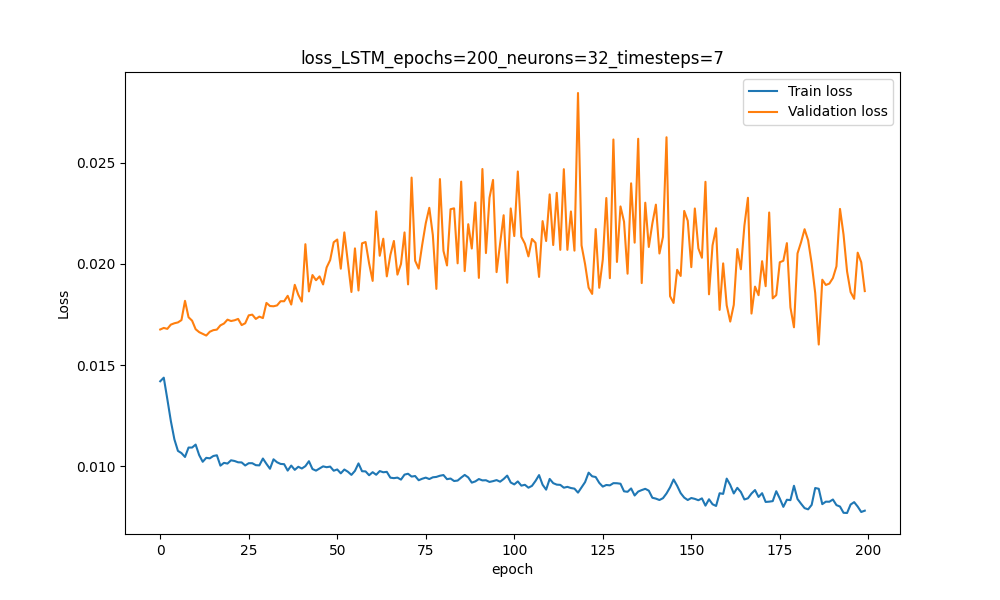 loss_LSTM_epochs=200_neurons=32_timesteps=7
Train loss
Validation loss
0.025
0.020
0.015
0.010
Loss
0 25 50 75 100 125 150 175 200
epoch